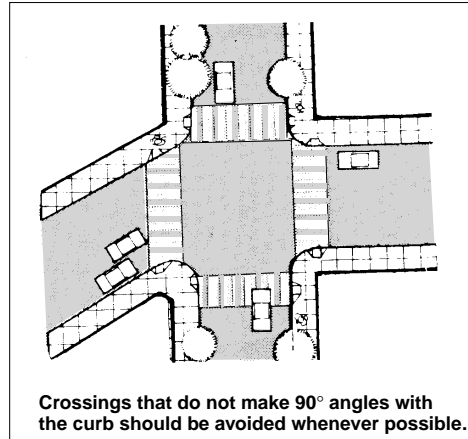 Crossings that do not make 90° angles with
the curb should be avoided whenever possible.